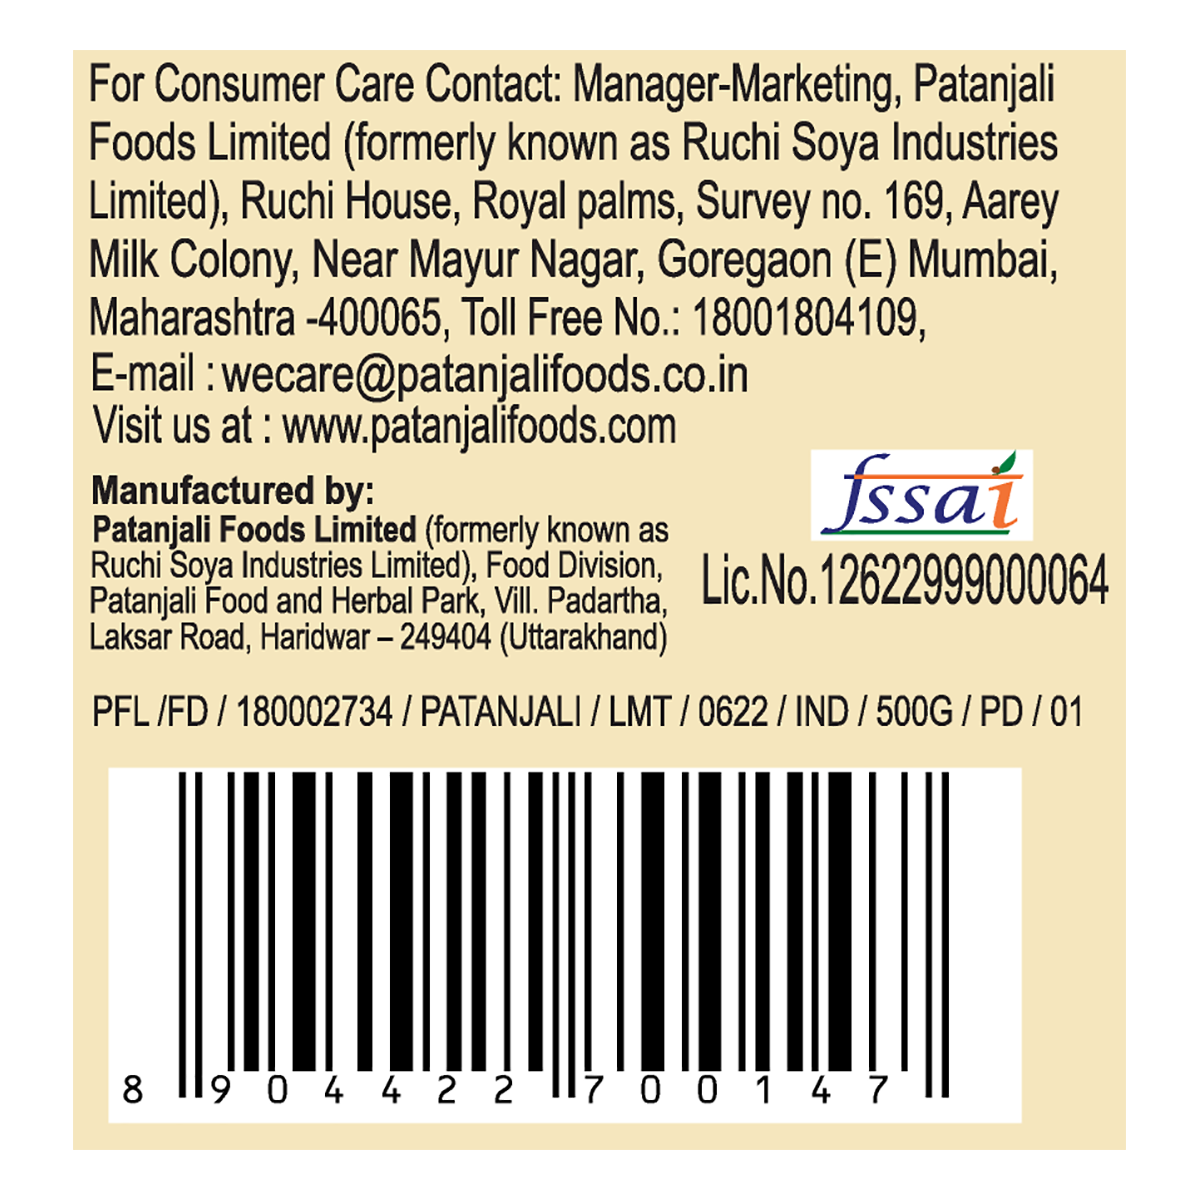 For Consumer Care Contact: Manager-Marketing, Patanjali
Foods Limited (formerly known as Ruchi Soya Industries
Limited), Ruchi House, Royal palms, Survey no. 169, Aarey
Milk Colony, Near Mayur Nagar, Goregaon (E) Mumbai,
Maharashtra -400065, Toll Free No.: 18001804109,
E-mail : wecare@patanjalifoods.co.in
Visit us at : www.patanjalifoods.com
Manufactured by:
Patanjali Foods Limited (formerly known as
Ruchi Soya Industries Limited), Food Division,
Patanjali Food and Herbal Park, Vill. Padartha,
Laksar Road, Haridwar – 249404 (Uttarakhand)
fssai
Lic.No.12622999000064
PFL /FD / 180002734 / PATANJALI / LMT / 0622 / IND / 500G / PD / 01
8 904422 700147